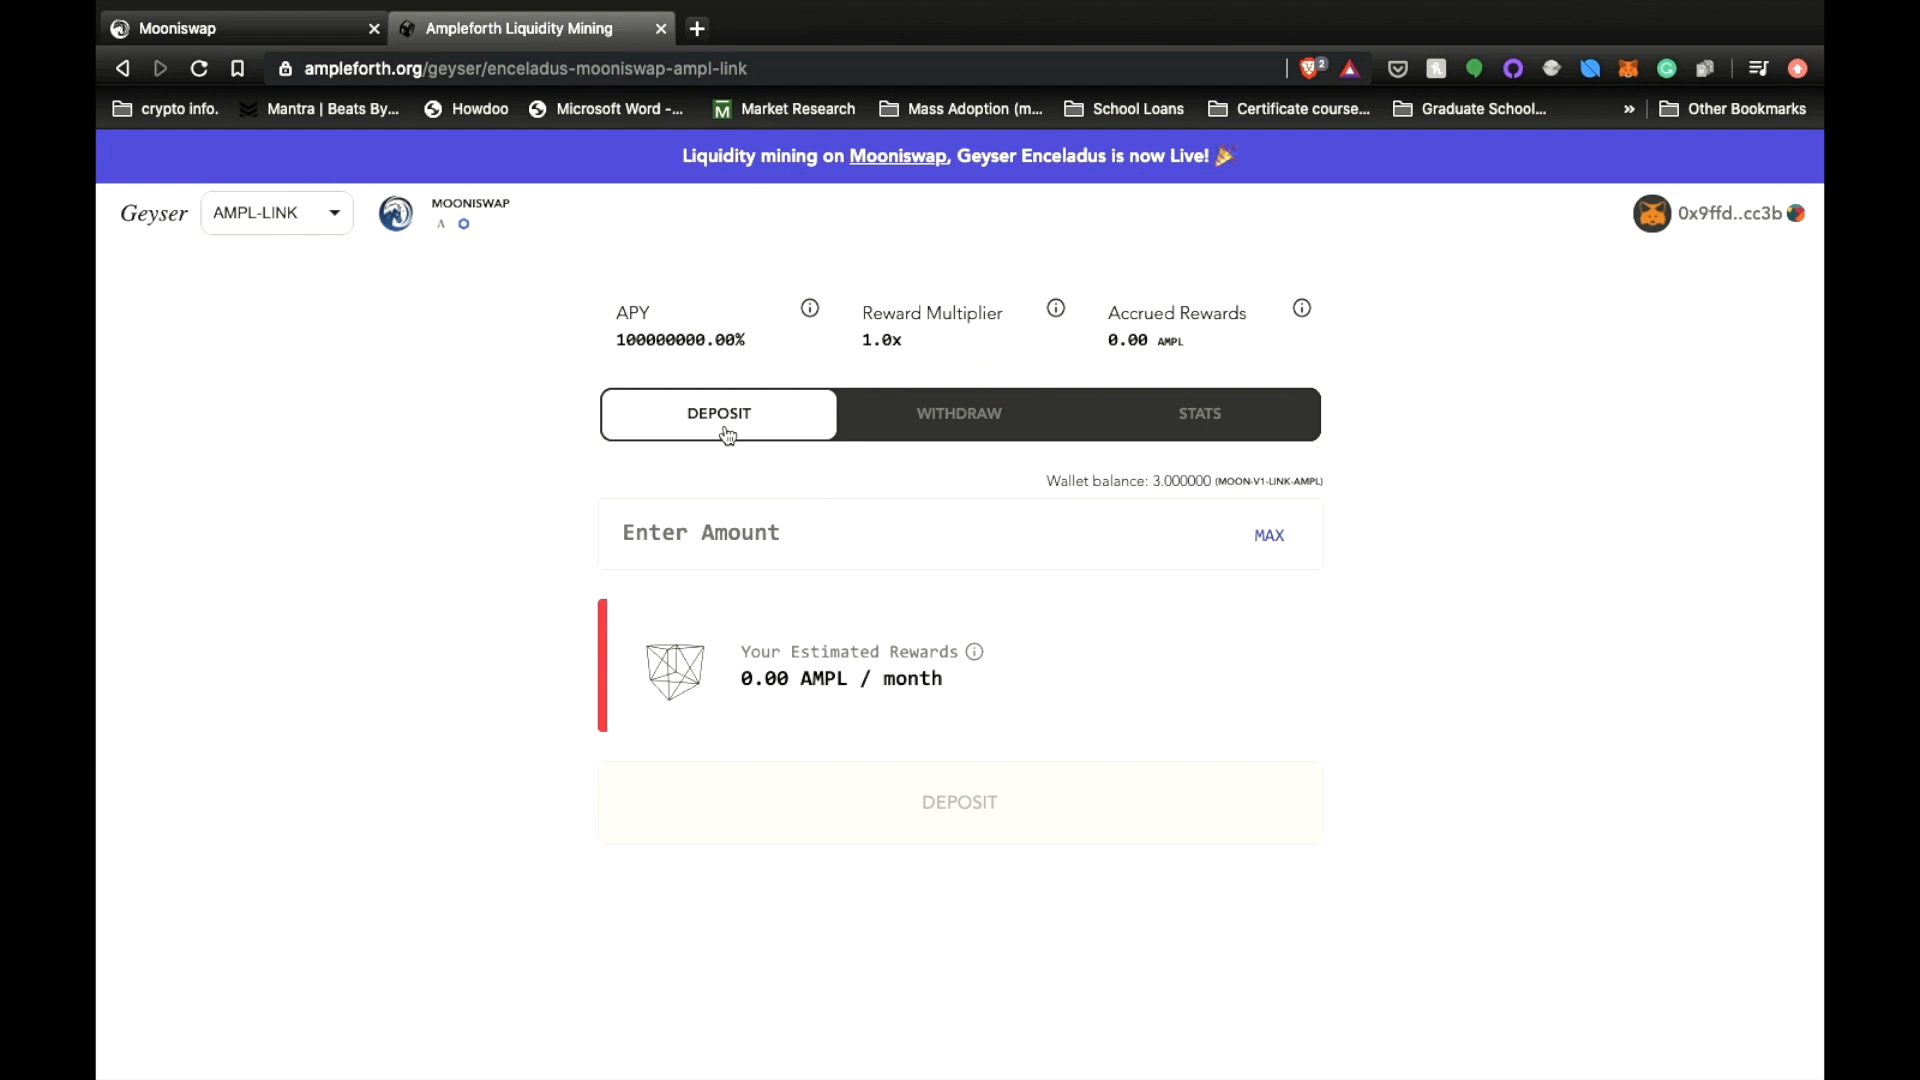 Mooniswap
Ampleforth Liquidity Mining
ampleforth.org/geyser/enceladus-mooniswap-ampl-link
2
crypto info.
Mantra | Beats By...
Howdoo
Microsoft Word -...
Market Research
Mass Adoption (m...
School Loans
Certificate course...
Graduate School...
»
Other Bookmarks
Liquidity mining on Mooniswap, Geyser Enceladus is now Live! 🎉
Geyser
AMPL-LINK
MOONISWAP
0x9ffd..cc3b
APY
100000000.00%
Reward Multiplier
1.0x
Accrued Rewards
0.00 AMPL
DEPOSIT
WITHDRAW
STATS
Wallet balance: 3.000000 (MOON-V1-LINK-AMPL)
Enter Amount
MAX
Your Estimated Rewards
0.00 AMPL / month
DEPOSIT